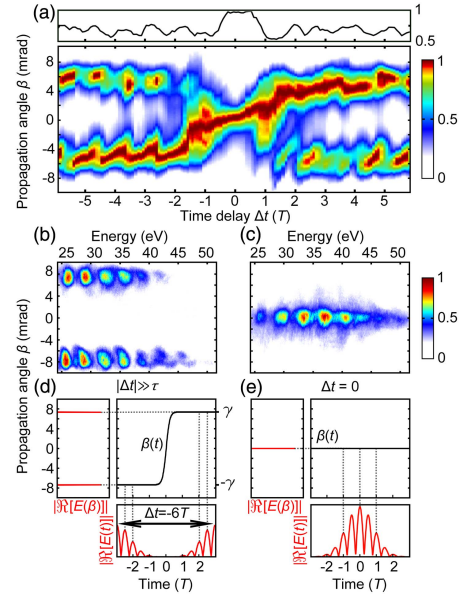 (a)
1
0.5
Propagation angle β (mrad)
8
4
0
-4
-8
1
0.5
0
-5 -4 -3 -2 -1 0 1 2 3 4 5
Time delay Δt (T)
(b) Energy (eV)
25 30 35 40 45 50
(c) Energy (eV)
25 30 35 40 45 50
Propagation angle β (mrad)
8
4
0
-4
-8
1
0.5
0
(d) |Δt|≫τ
(e) Δt = 0
8
4
0
-4
-8
β(t)
γ
-γ
β(t)
|ℜ[E(β)]|
|ℜ[E(t)]|
Δt=-6T
-2 -1 0 1 2
Time (T)
|ℜ[E(β)]|
|ℜ[E(t)]|
-2 -1 0 1 2
Time (T)